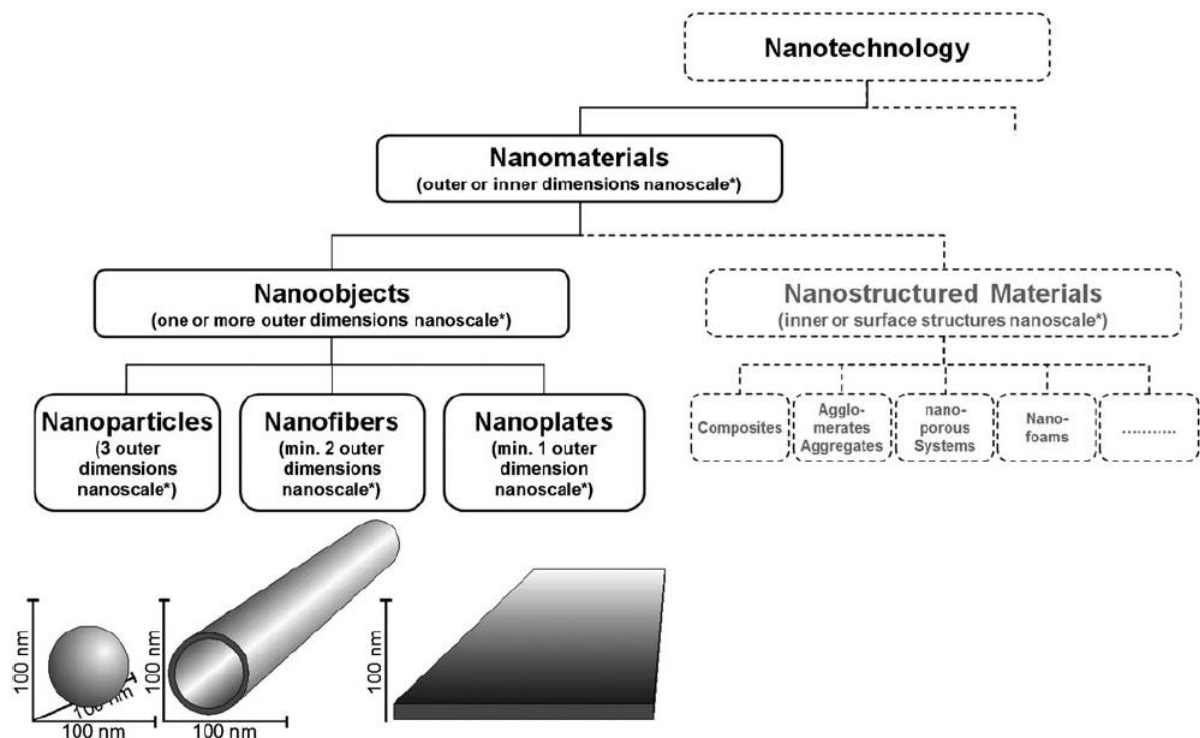 Nanotechnology
Nanomaterials
(outer or inner dimensions nanoscale*)
Nanoobjects
(one or more outer dimensions nanoscale*)
Nanostructured Materials
(inner or surface structures nanoscale*)
Nanoparticles
(3 outer
dimensions
nanoscale*)
Nanofibers
(min. 2 outer
dimensions
nanoscale*)
Nanoplates
(min. 1 outer
dimension
nanoscale*)
Composites
Agglo-
merates
Aggregates
nano-
porous
Systems
Nano-
foams
...........
100 nm
100 nm
100 nm
100 nm
100 nm
100 nm